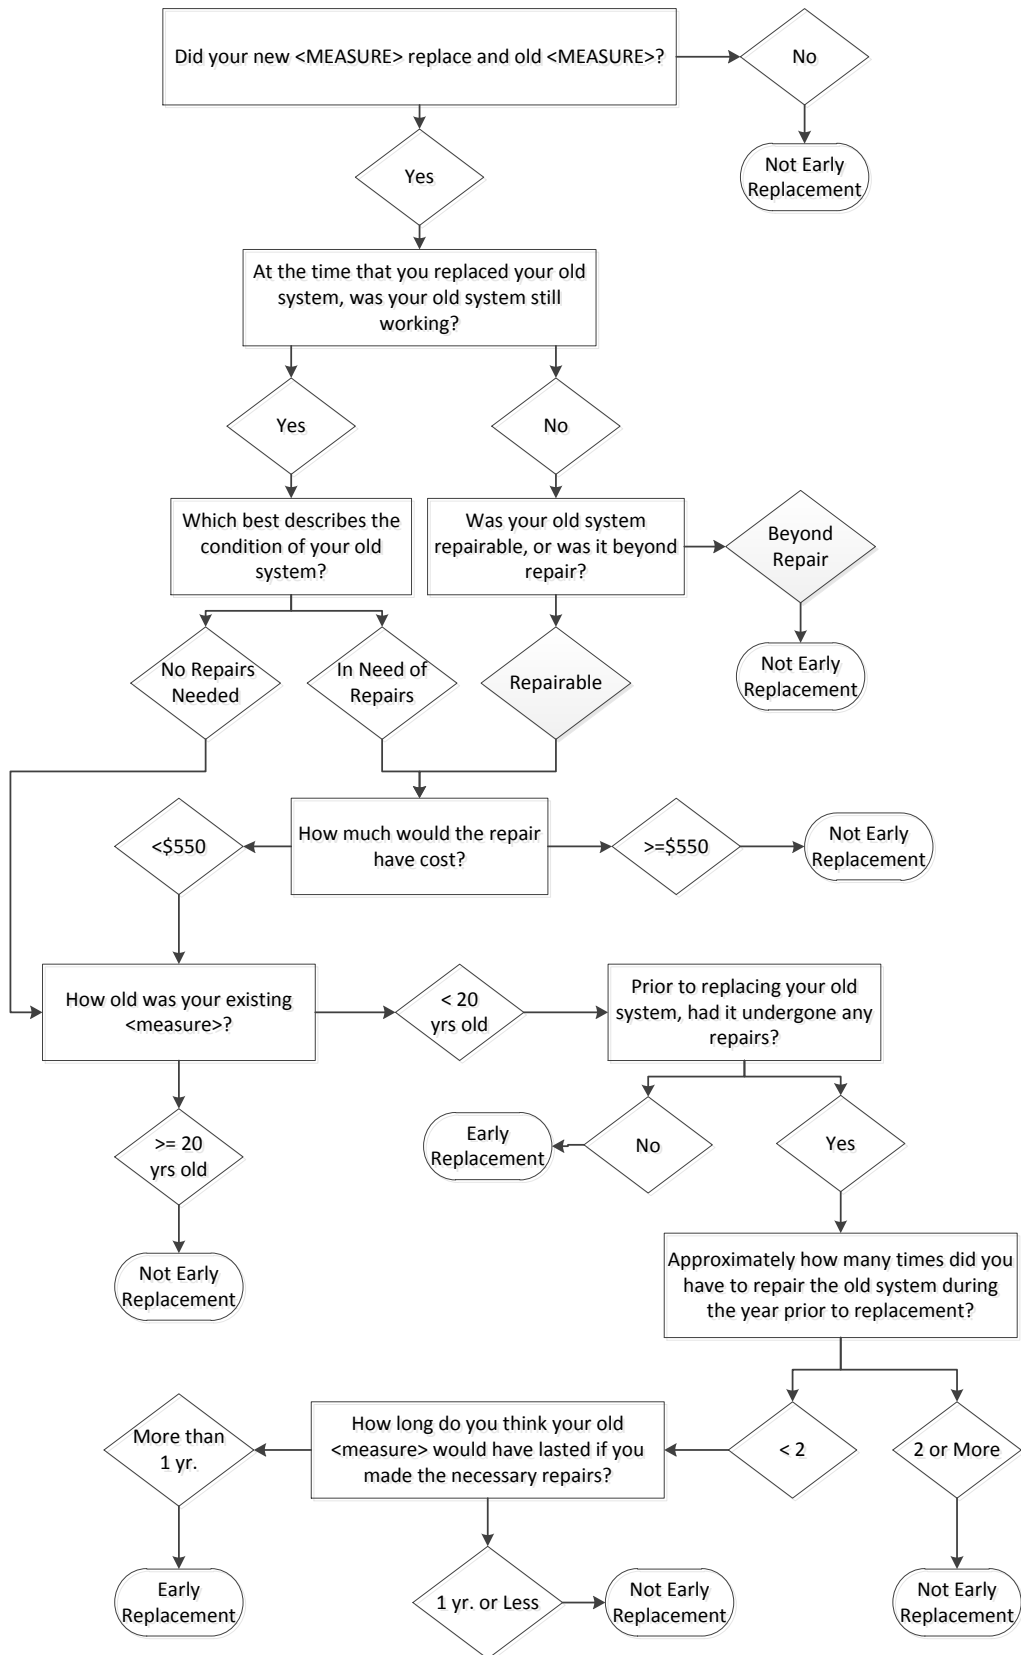 Did your new <MEASURE> replace and old <MEASURE>?
No
Not Early
Replacement
Yes
At the time that you replaced your old
system, was your old system still
working?
Yes
No
Which best describes the
condition of your old
system?
Was your old system
repairable, or was it beyond
repair?
Beyond
Repair
Not Early
Replacement
No Repairs
Needed
In Need of
Repairs
Repairable
<$550
How much would the repair
have cost?
>=$550
Not Early
Replacement
How old was your existing
<measure>?
< 20
yrs old
Prior to replacing your old
system, had it undergone any
repairs?
>= 20
yrs old
Early
Replacement
No
Yes
Not Early
Replacement
Approximately how many times did you
have to repair the old system during
the year prior to replacement?
More than
1 yr.
How long do you think your old
<measure> would have lasted if you
made the necessary repairs?
< 2
2 or More
Early
Replacement
1 yr. or Less
Not Early
Replacement
Not Early
Replacement